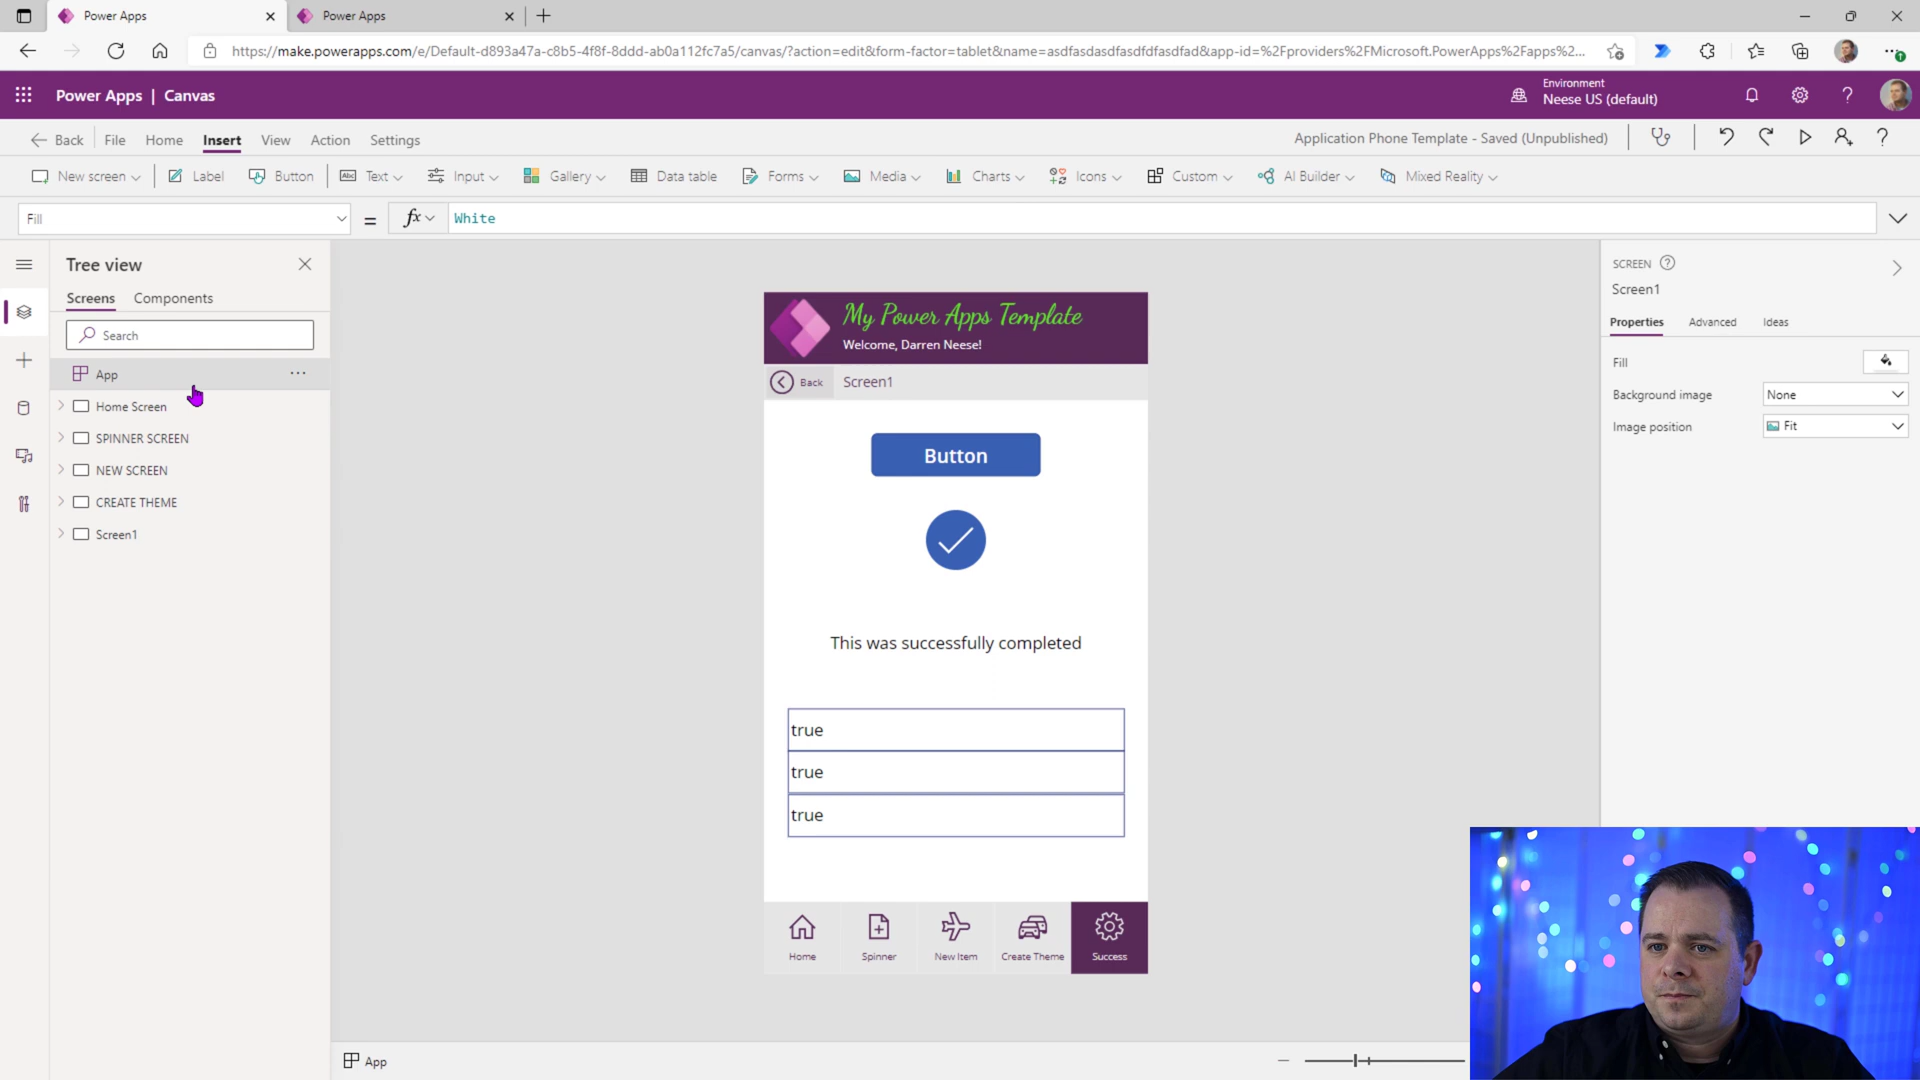 Power Apps
Power Apps
https://make.powerapps.com/e/Default-d893a47a-c8b5-4f8f-8ddd-ab0a112fc7a5/canvas/?action=edit&form-factor=tablet&name=asdfasdasdfasdfdfasdfad&app-id=%2Fproviders%2FMicrosoft.PowerApps%2Fapps%2...
Power Apps | Canvas
Environment
Neese US (default)
Back File Home Insert View Action Settings
Application Phone Template - Saved (Unpublished)
New screen Label Button Text Input Gallery Data table Forms Media Charts Icons Custom AI Builder Mixed Reality
Fill = fx White
Tree view
Screens Components
Search
App
Home Screen
SPINNER SCREEN
NEW SCREEN
CREATE THEME
Screen1
My Power Apps Template
Welcome, Darren Neese!
Back Screen1
Button
This was successfully completed
true
true
true
Home Spinner New Item Create Theme Success
SCREEN
Screen1
Properties Advanced Ideas
Fill
Background image None
Image position Fit
App